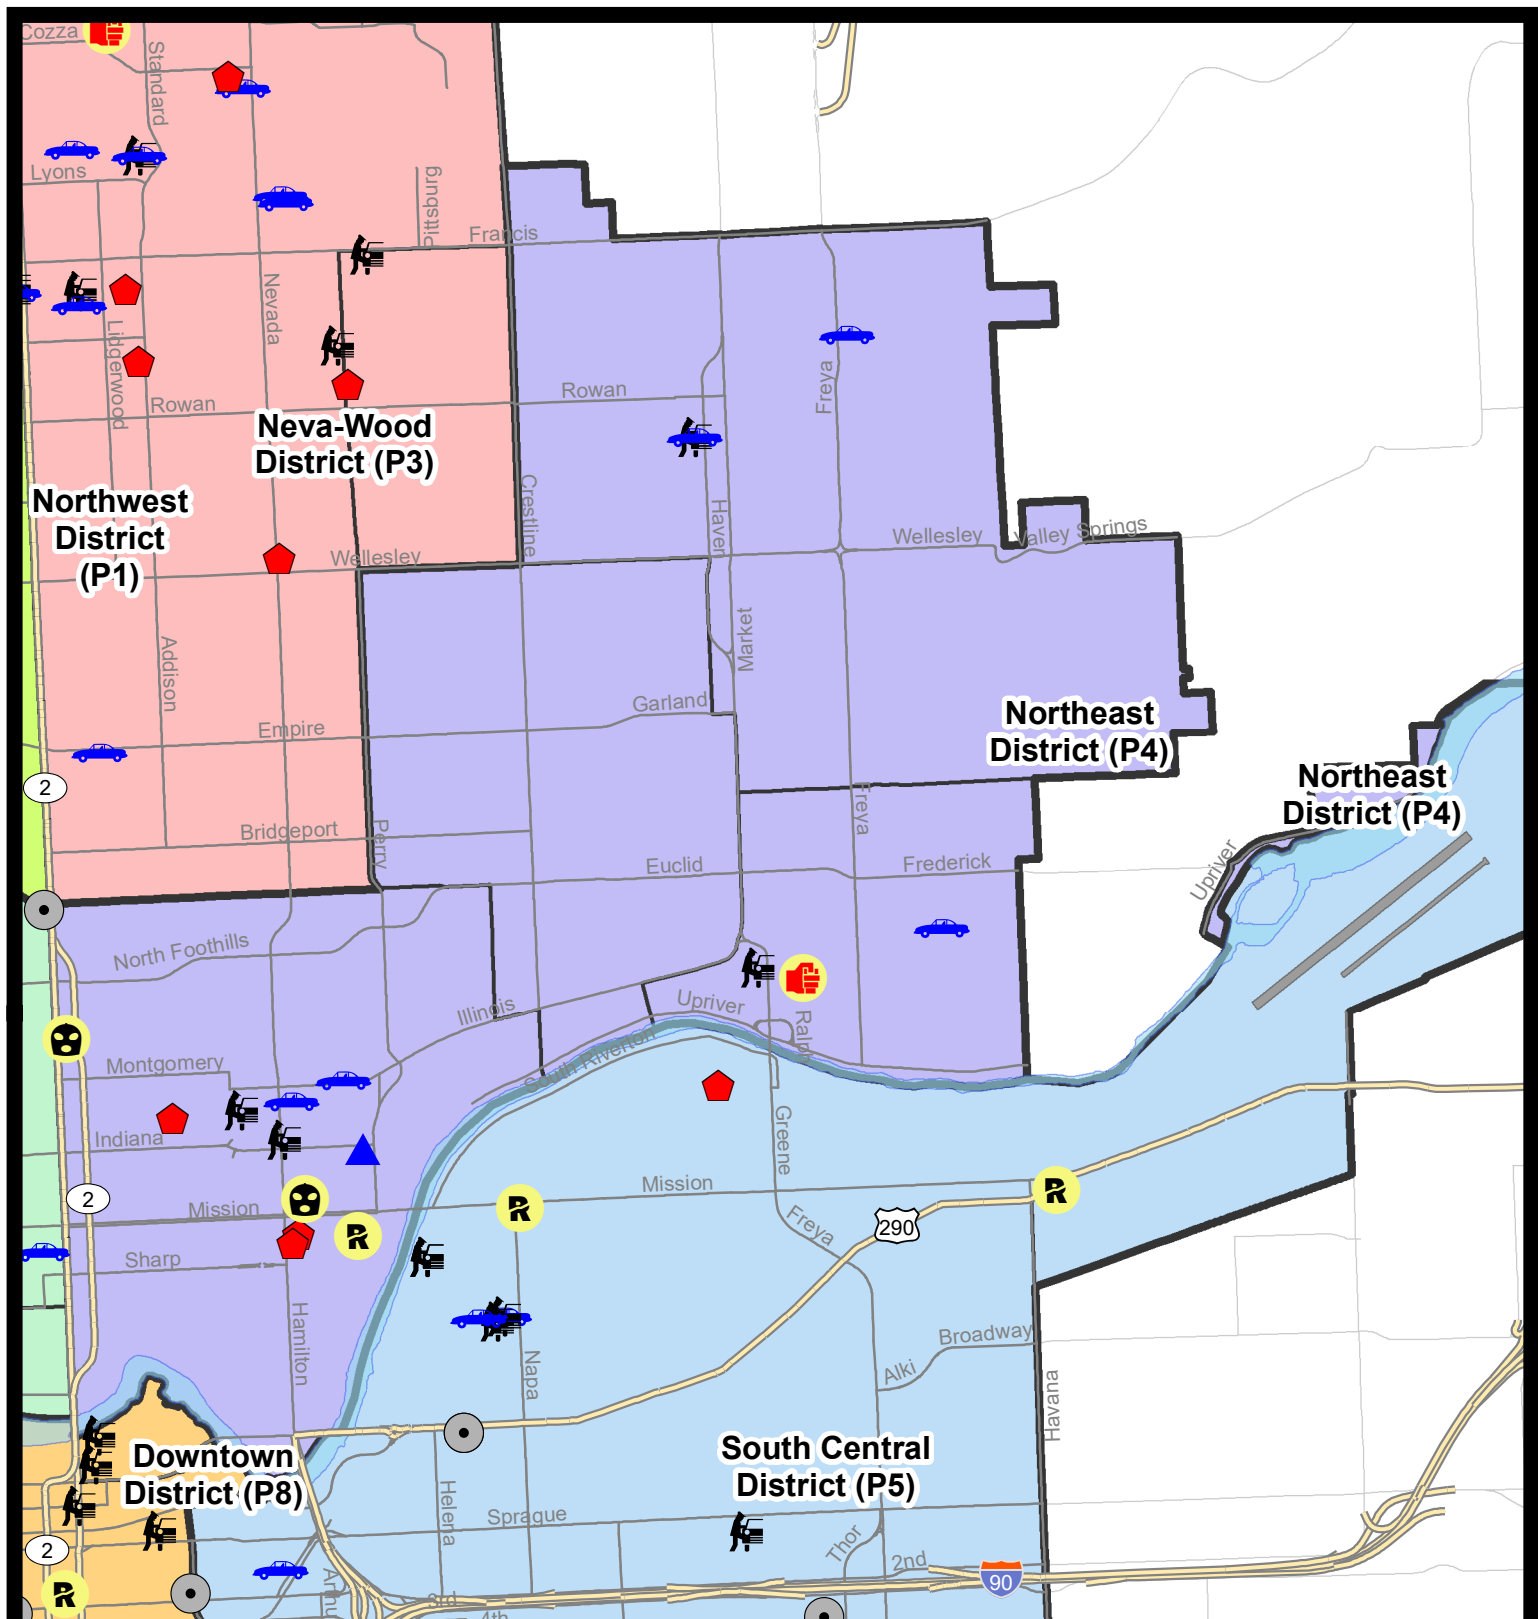 Cozza
Standard
Lyons
Pittsburg
Francis
Nevada
Lidgerwood
Freya
Rowan
Rowan
Neva-Wood
District (P3)
Northwest
District
(P1)
Crestline
Haven
Wellesley
Valley Springs
Wellesley
Market
Addison
Garland
Empire
Northeast
District (P4)
Northeast
District (P4)
2
Freya
Bridgeport
Perry
Euclid
Frederick
Upriver
North Foothills
Illinois
Upriver
Ralph
South Riverton
Montgomery
Greene
Indiana
Mission
2
Mission
R
R
R
Freya
290
Sharp
Hamilton
Napa
Broadway
Alki
Havana
Downtown
District (P8)
South Central
District (P5)
Helena
Sprague
Thor
2
2nd
90
R
3rd
4th